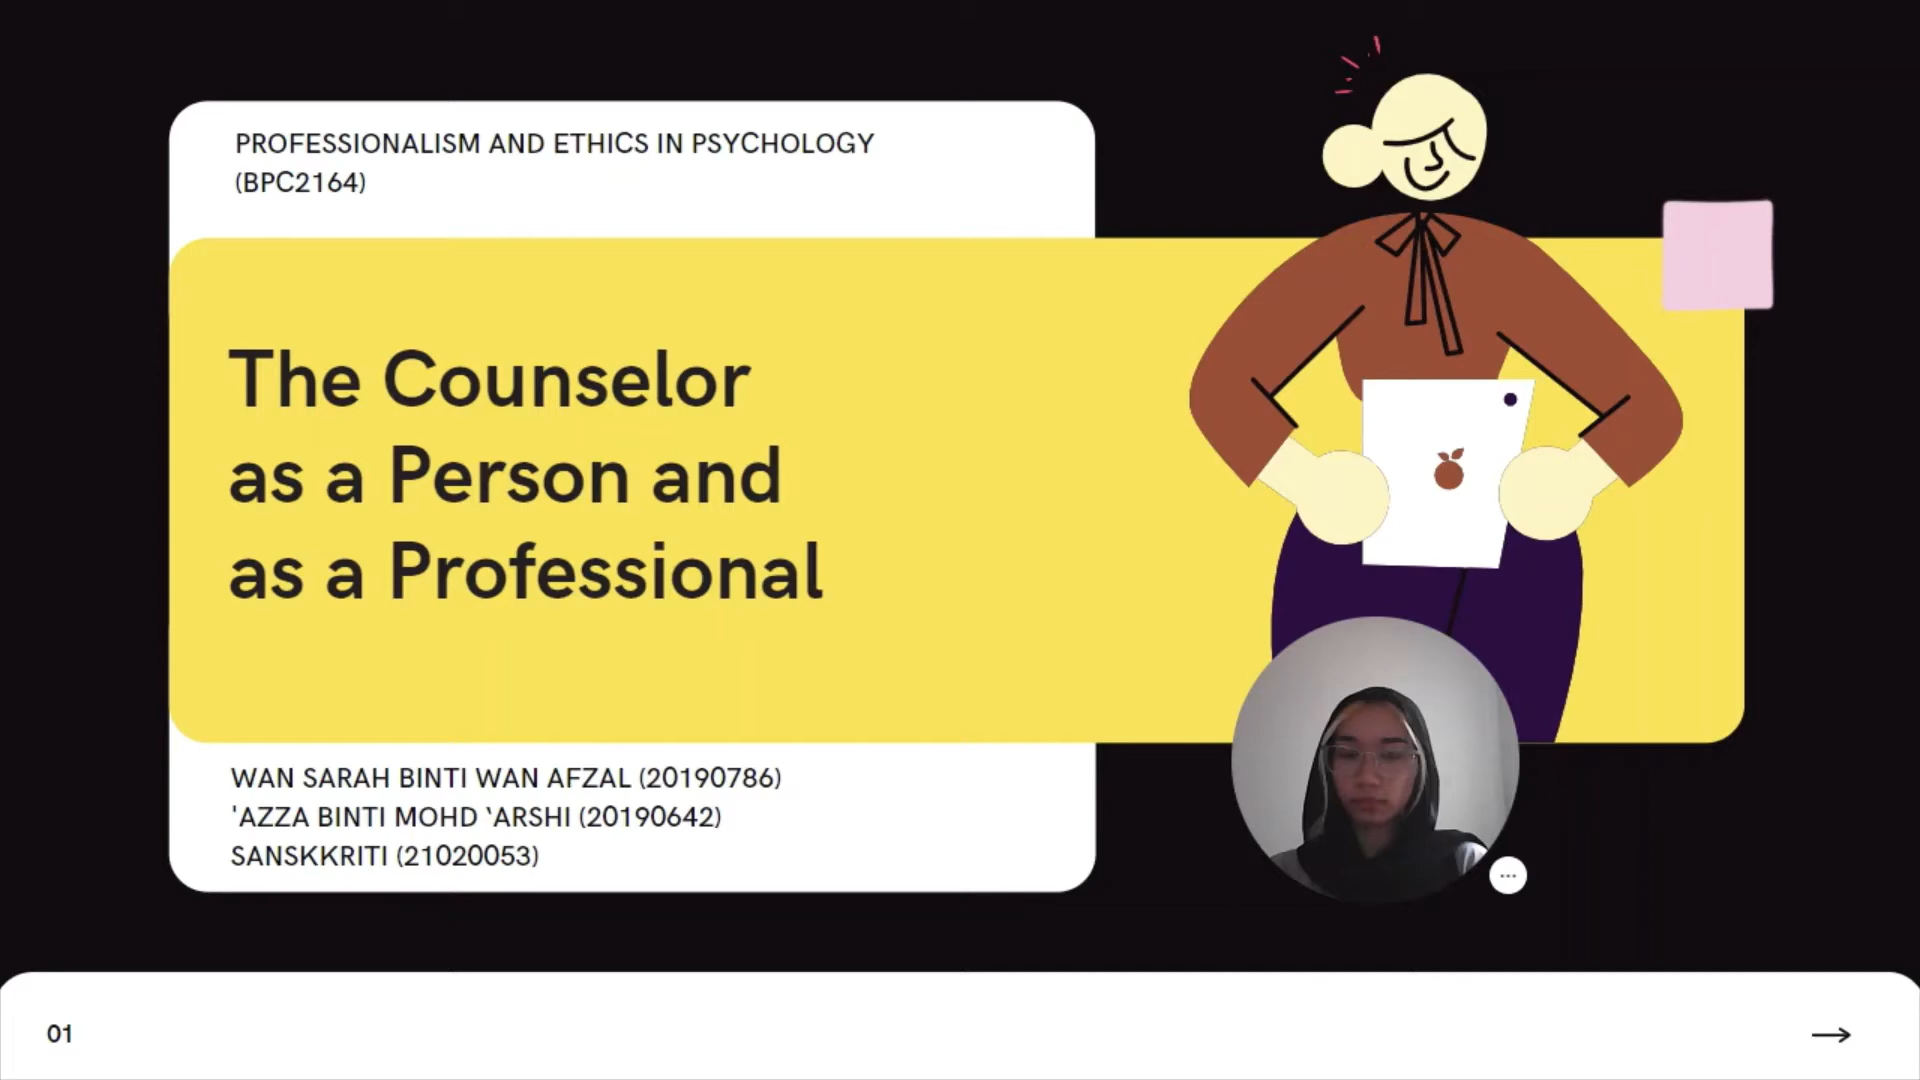 PROFESSIONALISM AND ETHICS IN PSYCHOLOGY
(BPC2164)
The Counselor
as a Person and
as a Professional
WAN SARAH BINTI WAN AFZAL (20190786)
'AZZA BINTI MOHD ‘ARSHI (20190642)
SANSKKRITI (21020053)
01